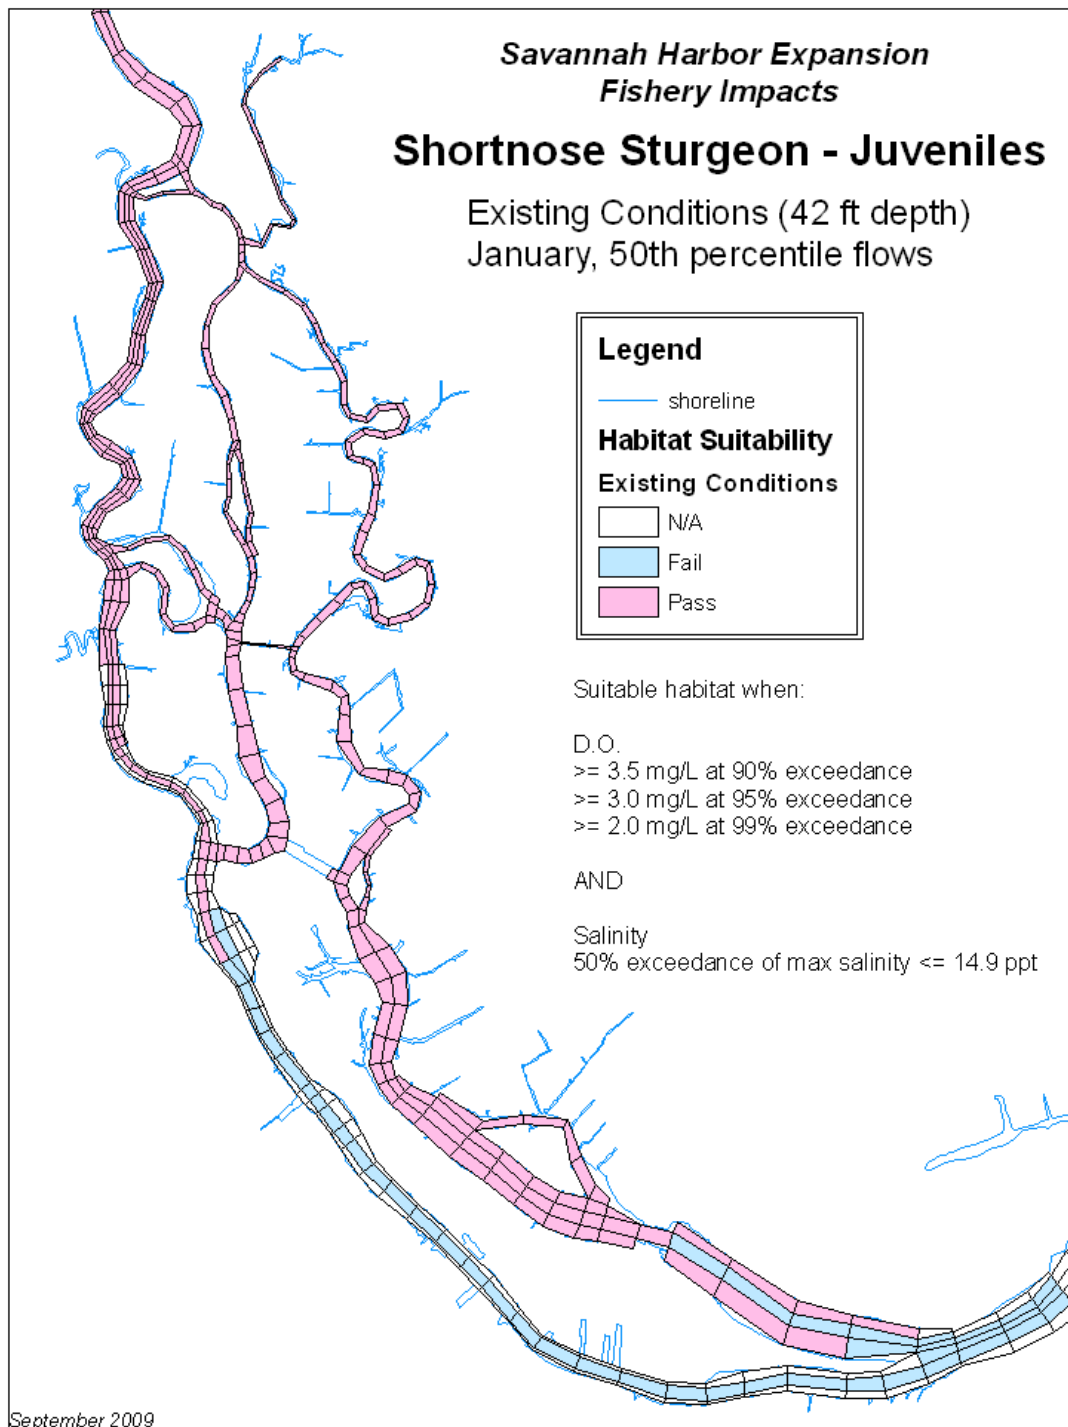 Savannah Harbor Expansion
Fishery Impacts
Shortnose Sturgeon - Juveniles
Existing Conditions (42 ft depth)
January, 50th percentile flows
Legend
shoreline
Habitat Suitability
Existing Conditions
N/A
Fail
Pass
Suitable habitat when:
D.O.
>= 3.5 mg/L at 90% exceedance
>= 3.0 mg/L at 95% exceedance
>= 2.0 mg/L at 99% exceedance
AND
Salinity
50% exceedance of max salinity <= 14.9 ppt
September 2009